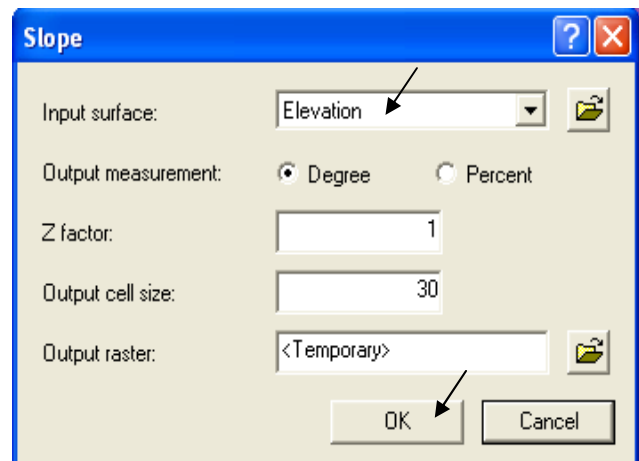 Slope
Input surface: Elevation
Output measurement: Degree Percent
Z factor: 1
Output cell size: 30
Output raster: <Temporary>
OK Cancel